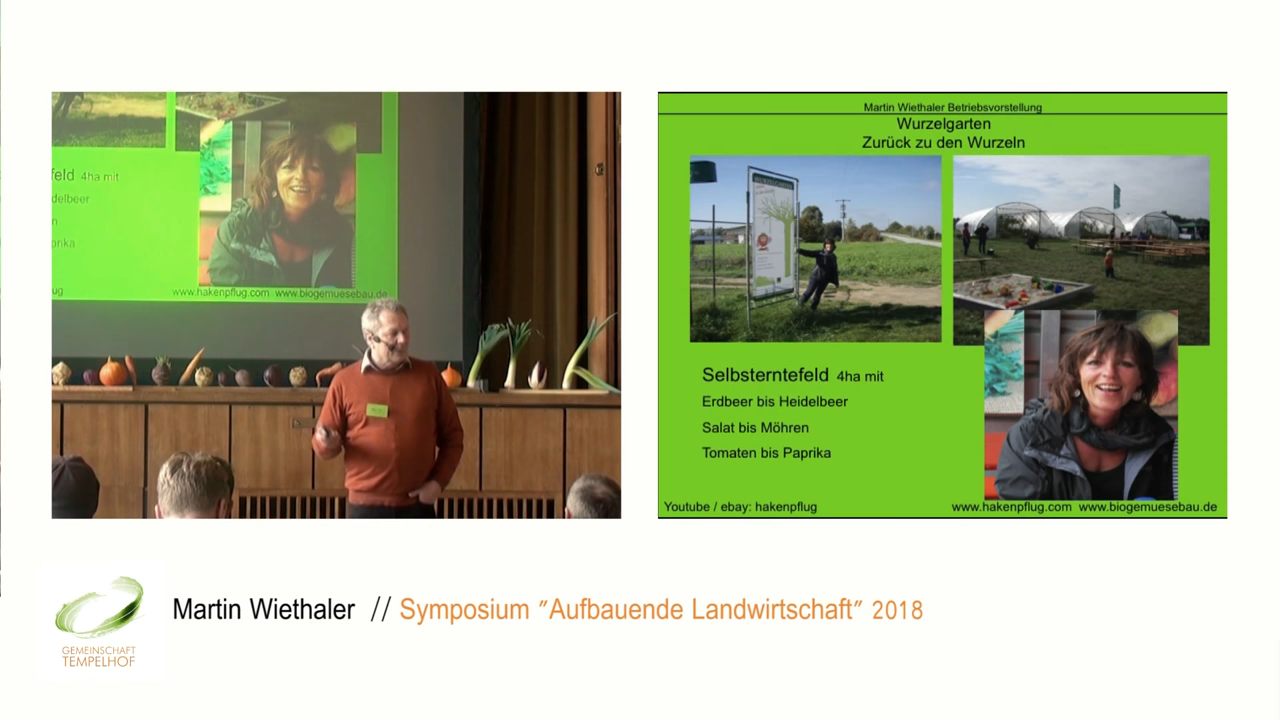 feld 4ha mit
delbeer
n
prika
ug
www.hakenpflug.com www.biogemuesebau.de
Martin Wiethaler Betriebsvorstellung
Wurzelgarten
Zurück zu den Wurzeln
Selbsterntefeld 4ha mit
Erdbeer bis Heidelbeer
Salat bis Möhren
Tomaten bis Paprika
Youtube / ebay: hakenpflug
www.hakenpflug.com www.biogemuesebau.de
Martin Wiethaler // Symposium "Aufbauende Landwirtschaft" 2018
GEMEINSCHAFT
TEMPELHOF